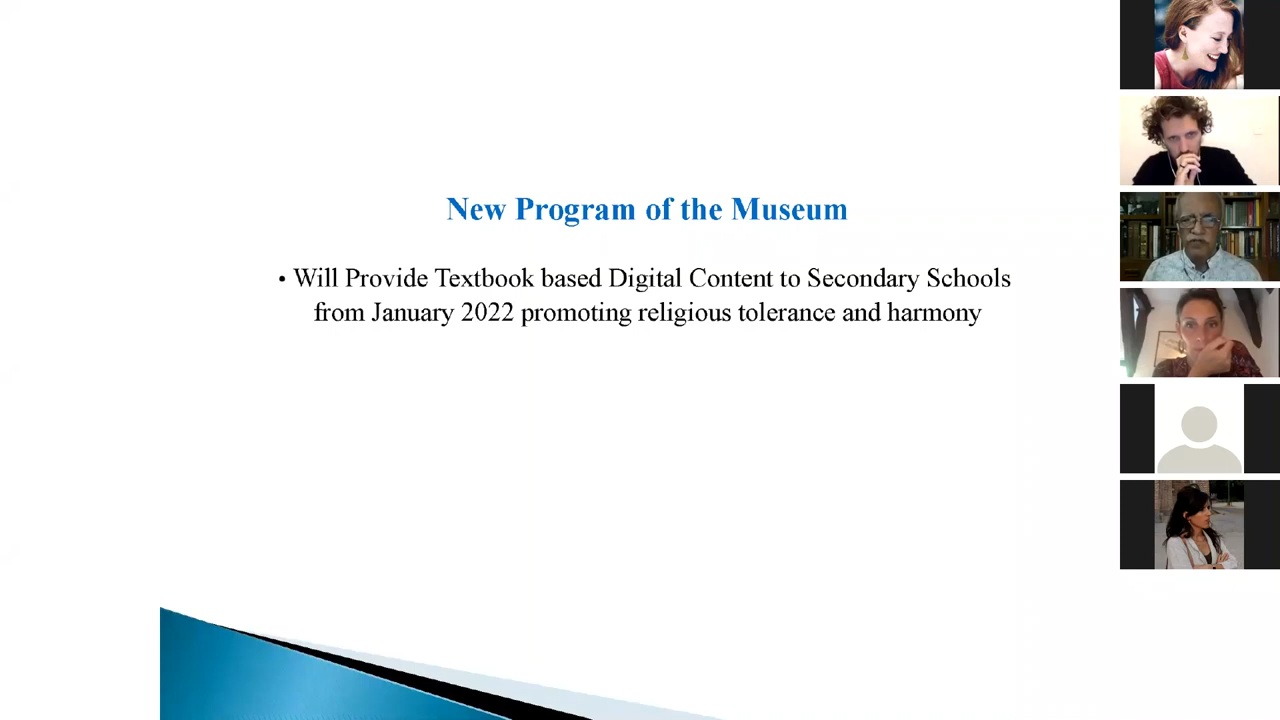 New Program of the Museum
• Will Provide Textbook based Digital Content to Secondary Schools
from January 2022 promoting religious tolerance and harmony